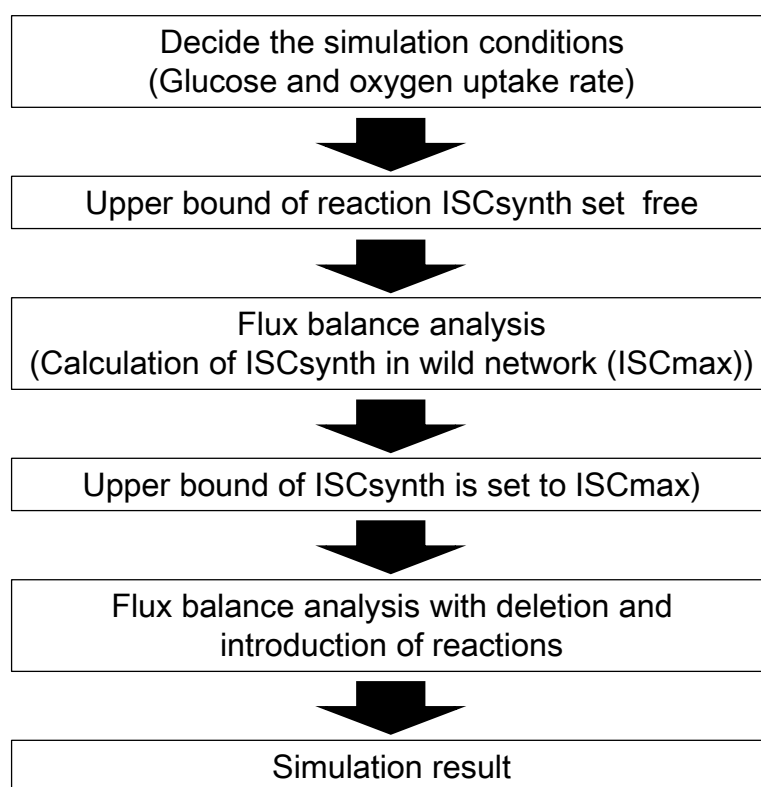 Decide the simulation conditions
(Glucose and oxygen uptake rate)
Upper bound of reaction ISCsynth set  free
Flux balance analysis
(Calculation of ISCsynth in wild network (ISCmax))
Upper bound of ISCsynth is set to ISCmax)
Flux balance analysis with deletion and
introduction of reactions
Simulation result